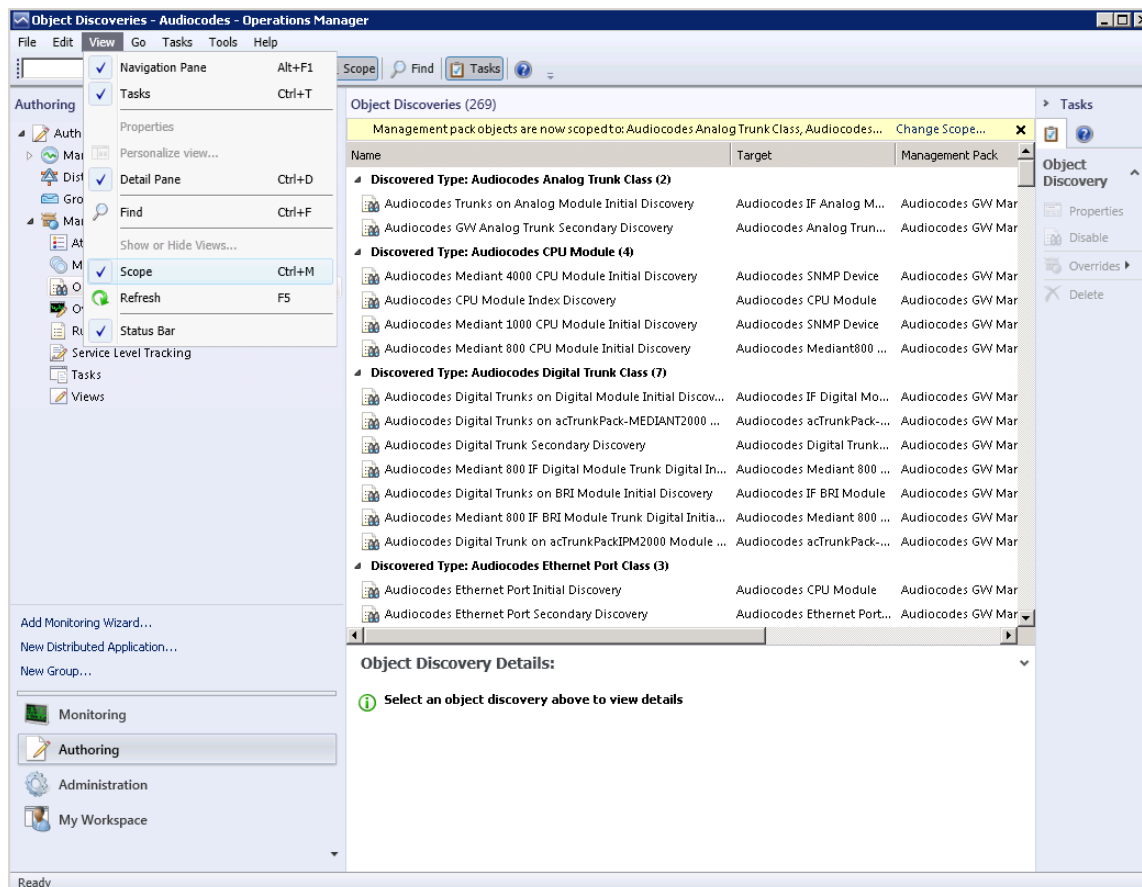 Object Discoveries - Audiocodes - Operations Manager
File Edit View Go Tasks Tools Help
Scope Find Tasks
Navigation Pane Alt+F1
Tasks Ctrl+T
Properties
Personalize view...
Detail Pane Ctrl+D
Find Ctrl+F
Show or Hide Views...
Scope Ctrl+M
Refresh F5
Status Bar
Authoring
Auth
Mar
Dist
Gro
Mar
At
M
O
O
Ru
Service Level Tracking
Tasks
Views
Add Monitoring Wizard...
New Distributed Application...
New Group...
Monitoring
Authoring
Administration
My Workspace
Object Discoveries (269)
Management pack objects are now scoped to: Audiocodes Analog Trunk Class, Audiocodes... Change Scope...
Name Target Management Pack
Discovered Type: Audiocodes Analog Trunk Class (2)
Audiocodes Trunks on Analog Module Initial Discovery Audiocodes IF Analog M... Audiocodes GW Mar
Audiocodes GW Analog Trunk Secondary Discovery Audiocodes Analog Trun... Audiocodes GW Mar
Discovered Type: Audiocodes CPU Module (4)
Audiocodes Mediant 4000 CPU Module Initial Discovery Audiocodes SNMP Device Audiocodes GW Mar
Audiocodes CPU Module Index Discovery Audiocodes CPU Module Audiocodes GW Mar
Audiocodes Mediant 1000 CPU Module Initial Discovery Audiocodes SNMP Device Audiocodes GW Mar
Audiocodes Mediant 800 CPU Module Initial Discovery Audiocodes Mediant800 ... Audiocodes GW Mar
Discovered Type: Audiocodes Digital Trunk Class (7)
Audiocodes Digital Trunks on Digital Module Initial Discov... Audiocodes IF Digital Mo... Audiocodes GW Mar
Audiocodes Digital Trunks on acTrunkPack-MEDIANT2000 ... Audiocodes acTrunkPack-... Audiocodes GW Mar
Audiocodes Digital Trunk Secondary Discovery Audiocodes Digital Trunk... Audiocodes GW Mar
Audiocodes Mediant 800 IF Digital Module Trunk Digital In... Audiocodes Mediant 800 ... Audiocodes GW Mar
Audiocodes Digital Trunks on BRI Module Initial Discovery Audiocodes IF BRI Module Audiocodes GW Mar
Audiocodes Mediant 800 IF BRI Module Trunk Digital Initia... Audiocodes Mediant 800 ... Audiocodes GW Mar
Audiocodes Digital Trunk on acTrunkPackIPM2000 Module ... Audiocodes acTrunkPack-... Audiocodes GW Mar
Discovered Type: Audiocodes Ethernet Port Class (3)
Audiocodes Ethernet Port Initial Discovery Audiocodes CPU Module Audiocodes GW Mar
Audiocodes Ethernet Port Secondary Discovery Audiocodes Ethernet Port... Audiocodes GW Mar
Object Discovery Details:
Select an object discovery above to view details
Tasks
Object
Discovery
Properties
Disable
Overrides
Delete
Ready